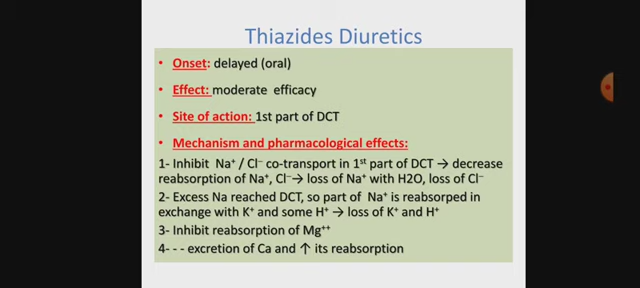 Thiazides Diuretics
• Onset: delayed (oral)
• Effect: moderate efficacy
• Site of action: 1st part of DCT
• Mechanism and pharmacological effects:
1- Inhibit Na⁺ / Cl⁻ co-transport in 1st part of DCT → decrease
reabsorption of Na⁺, Cl⁻→ loss of Na⁺ with H2O, loss of Cl⁻
2- Excess Na reached DCT, so part of Na⁺ is reabsorped in
exchange with K⁺ and some H⁺ → loss of K⁺ and H⁺
3- Inhibit reabsorption of Mg⁺⁺
4- - - excretion of Ca and ↑ its reabsorption